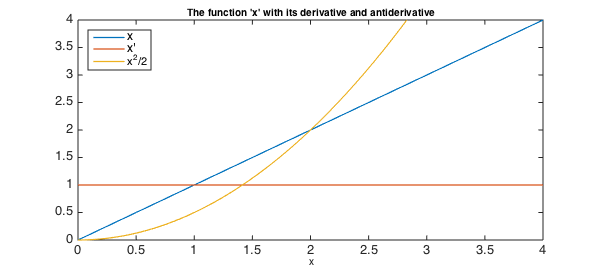 The function 'x' with its derivative and antiderivative
x
x'
x²/2
4
3.5
3
2.5
2
1.5
1
0.5
0
0 0.5 1 1.5 2 2.5 3 3.5 4
x